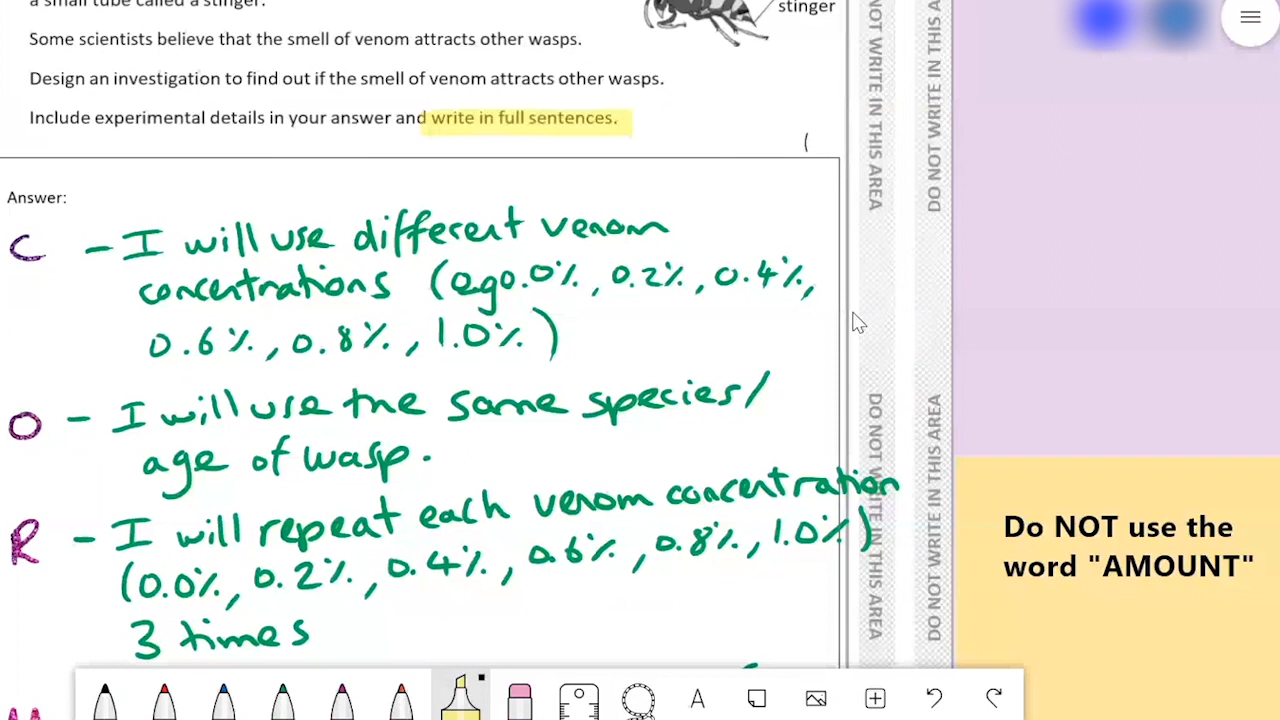 a small tube called a stinger.
stinger
Some scientists believe that the smell of venom attracts other wasps.
Design an investigation to find out if the smell of venom attracts other wasps.
Include experimental details in your answer and write in full sentences.
(
Answer:
C - I will use different venom
concentrations (eg 0.0%, 0.2%, 0.4%,
0.6%, 0.8%, 1.0%)
O - I will use the same species/
age of wasp.
R - I will repeat each venom concentration
(0.0%, 0.2%, 0.4%, 0.6%, 0.8%, 1.0%)
3 times
NOT WRITE IN THIS AREA
DO NOT WRITE IN THIS A
DO NOT WRITE IN THIS AREA
DO NOT WRITE IN THIS AREA
Do NOT use the
word "AMOUNT"
A